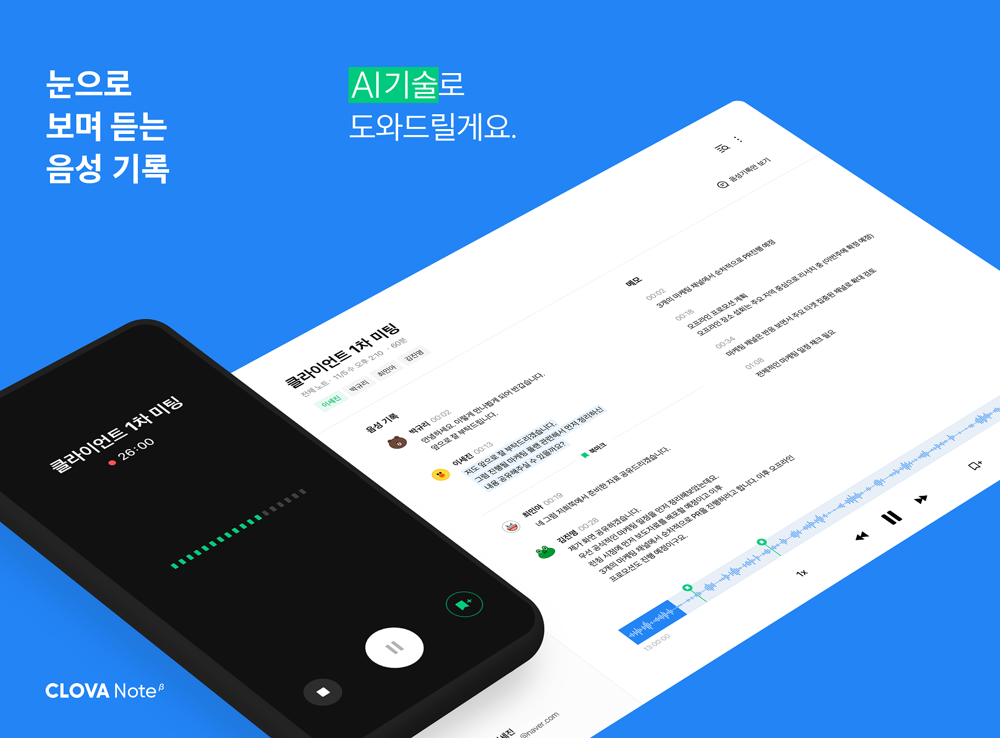 눈으로
보며 듣는
음성 기록
AI 기술로
도와드릴게요.
음성기록만 보기
클라이언트 1차 미팅
전체 노트 · 11/5 수 오후 2:10 · 60분
이세진 박규리 최민아 김진명
음성 기록
박규리 00:02
안녕하세요. 이렇게 만나뵙게 되어 반갑습니다.
앞으로 잘 부탁드립니다.
이세진 00:13
저도 앞으로 잘 부탁드리겠습니다.
그럼 진행될 마케팅 플랜 관련해서 먼저 정리하신
내용 공유해주실 수 있을까요?
북마크
최민아 00:19
네 그럼 저희쪽에서 준비한 자료 공유드리겠습니다.
김진명 00:28
제가 화면 공유하겠습니다.
우선 공식적인 마케팅 일정을 먼저 정리해보았는데요.
런칭 시점에 먼저 보도자료를 배포할 예정이고 이후
3개의 마케팅 채널에서 순차적으로 PR을 진행하려고 합니다. 이후 오프라인
프로모션도 진행 예정이구요.
메모
00:02
3개의 마케팅 채널에서 순차적으로 PR진행 예정
00:18
오프라인 프로모션 계획
오프라인 장소 섭외는 주요 지역 중심으로 리서치 중 (이번주에 확정 예정)
00:34
마케팅 채널은 반응 보면서 주요 타겟 집중된 채널로 확대 검토
01:08
전체적인 마케팅 일정 체크 필요
1x
13:00:00
클라이언트 1차 미팅
26:00
세진
@naver.com
CLOVA Note β